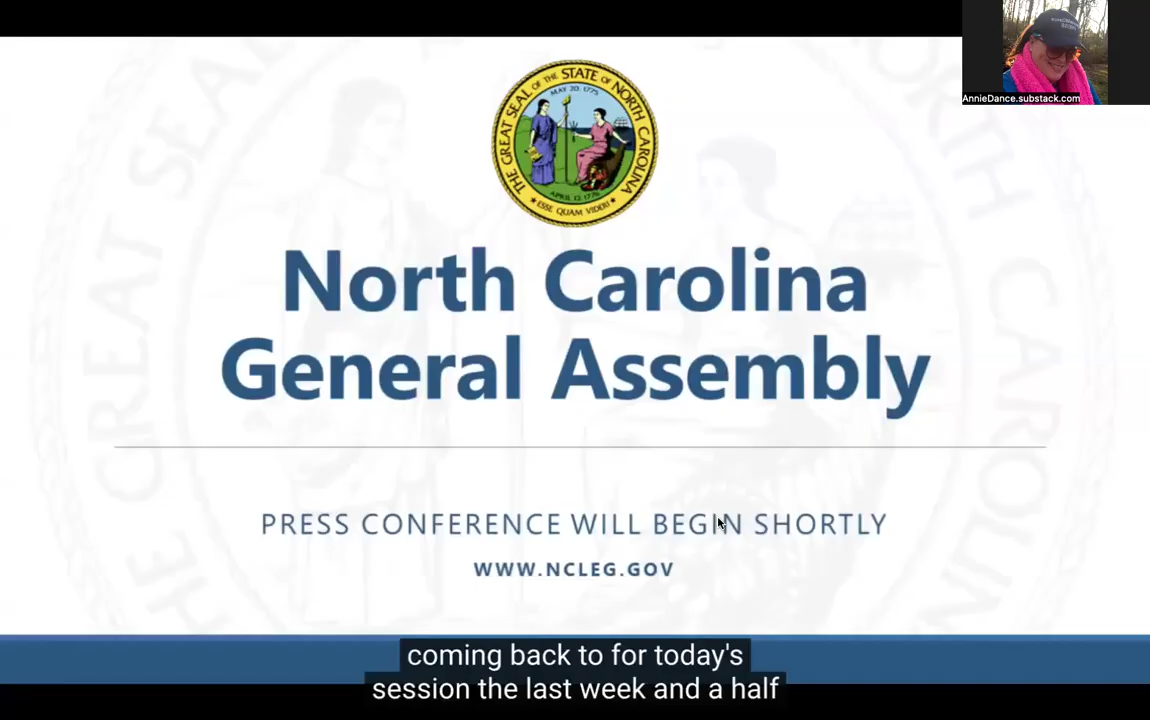 AnnieDance.substack.com
THE GREAT SEAL OF THE STATE OF NORTH CAROLINA
MAY 20, 1775
APRIL 12, 1776
ESSE QUAM VIDERI
North Carolina
General Assembly
PRESS CONFERENCE WILL BEGIN SHORTLY
WWW.NCLEG.GOV
coming back to for today's
session the last week and a half